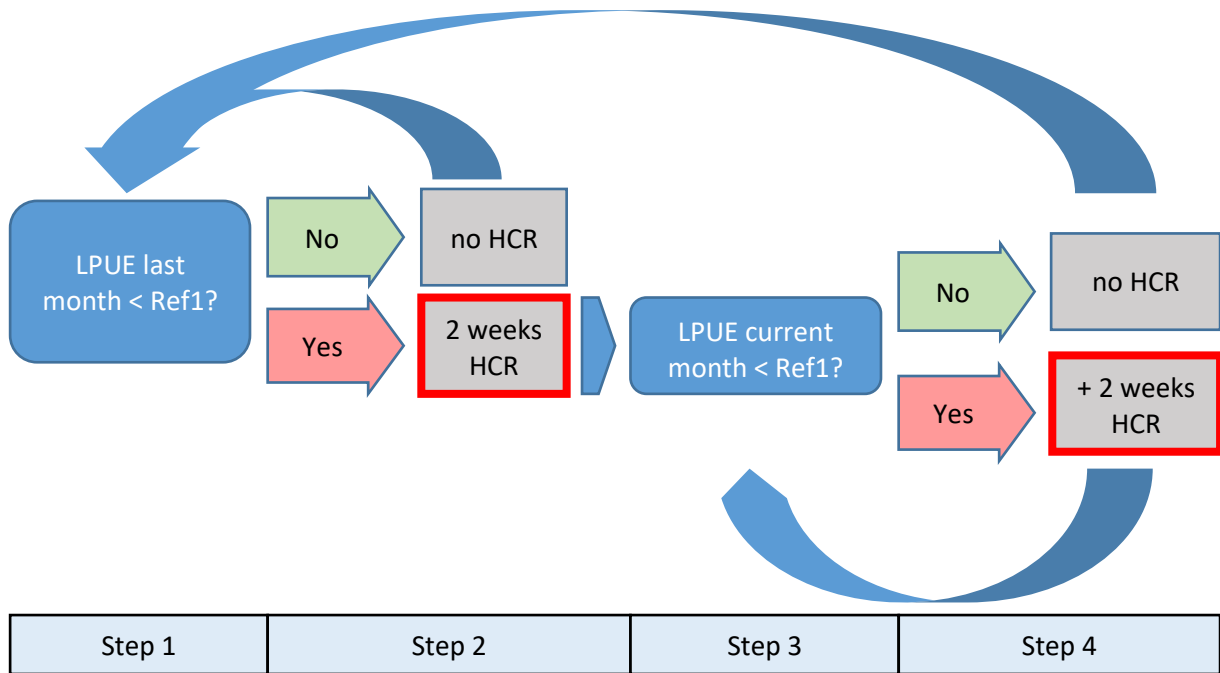 LPUE last
month < Ref1?
No
no HCR
Yes
2 weeks
HCR
LPUE current
month < Ref1?
No
no HCR
Yes
+ 2 weeks
HCR
Step 1
Step 2
Step 3
Step 4